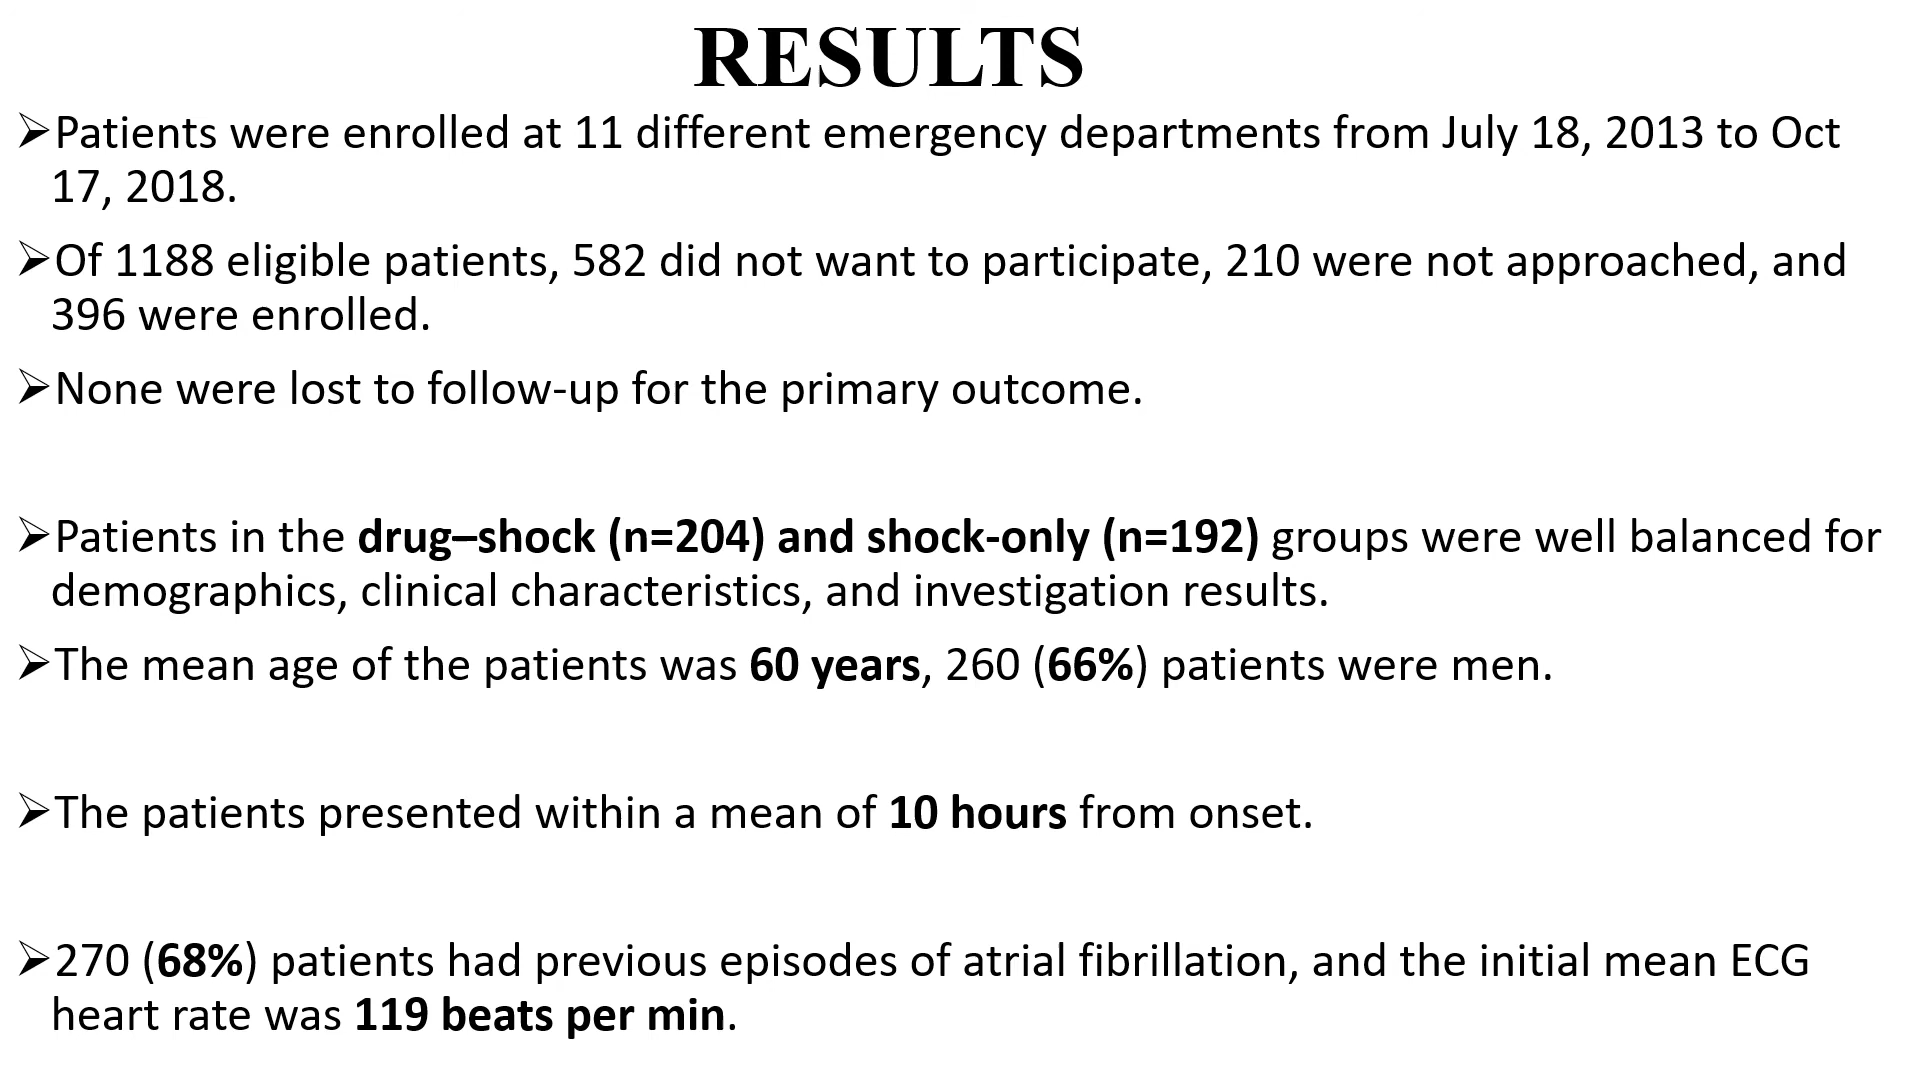 RESULTS
➢Patients were enrolled at 11 different emergency departments from July 18, 2013 to Oct
17, 2018.
➢Of 1188 eligible patients, 582 did not want to participate, 210 were not approached, and
396 were enrolled.
➢None were lost to follow-up for the primary outcome.
➢Patients in the drug–shock (n=204) and shock-only (n=192) groups were well balanced for
demographics, clinical characteristics, and investigation results.
➢The mean age of the patients was 60 years, 260 (66%) patients were men.
➢The patients presented within a mean of 10 hours from onset.
➢270 (68%) patients had previous episodes of atrial fibrillation, and the initial mean ECG
heart rate was 119 beats per min.